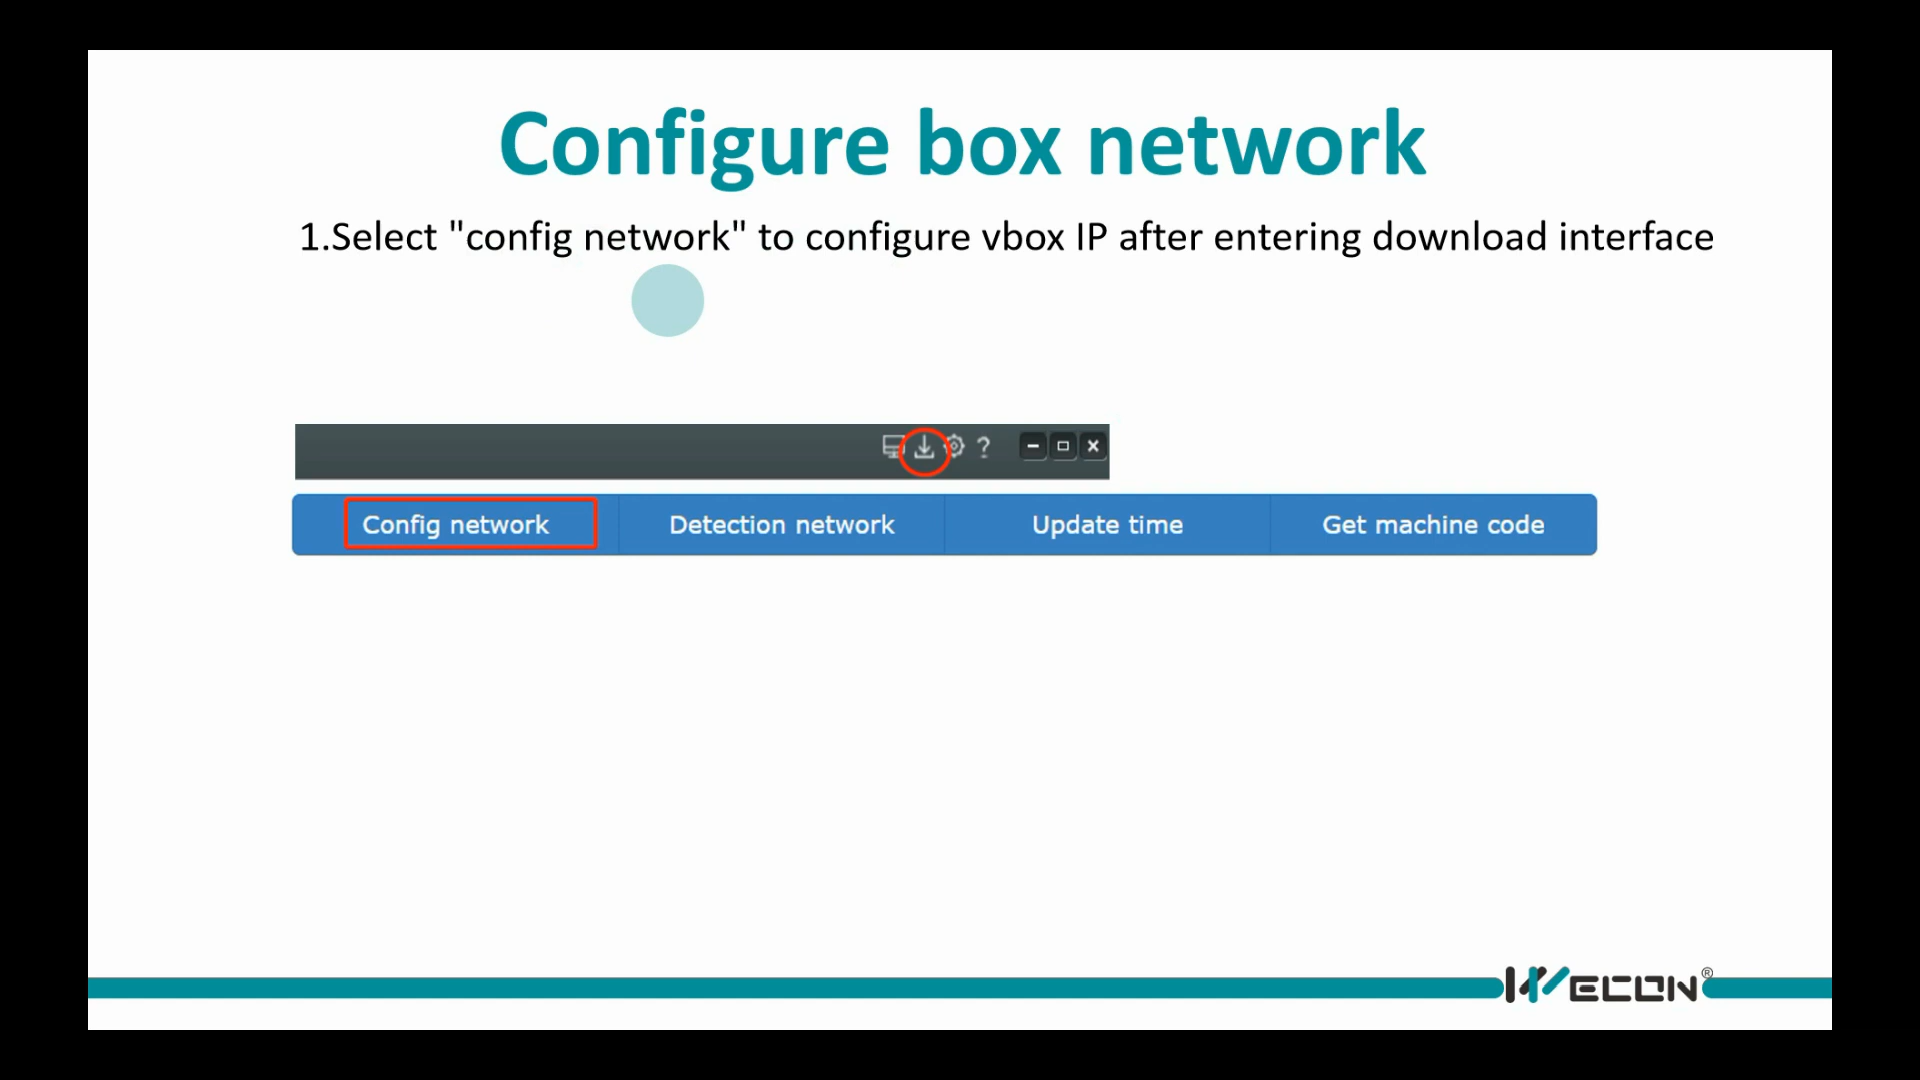 Configure box network
1.Select "config network" to configure vbox IP after entering download interface
?
Config network Detection network Update time Get machine code
WECON®